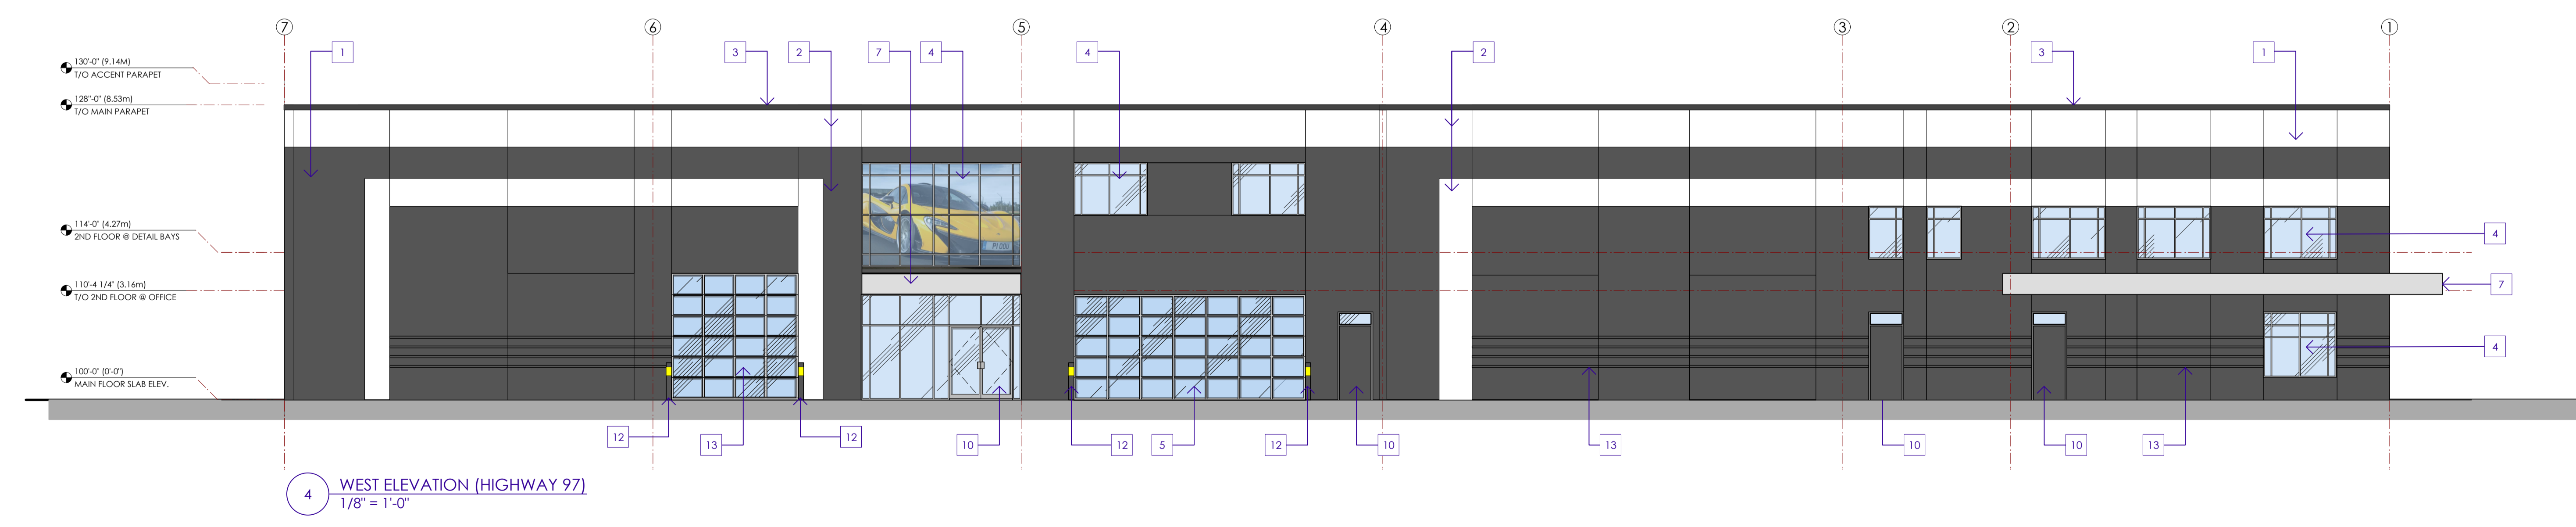 7 6 5 4 3 2 1
1 3 2 7 4 4 2 3 1
130'-0" (9.14M)
T/O ACCENT PARAPET
128"-0" (8.53m)
T/O MAIN PARAPET
114'-0" (4.27m)
2ND FLOOR @ DETAIL BAYS
4
110'-4 1/4" (3.16m)
T/O 2ND FLOOR @ OFFICE
7
4
100'-0" (0'-0")
MAIN FLOOR SLAB ELEV.
12 13 12 10 12 5 12 10 13 10 10 13
4
WEST ELEVATION (HIGHWAY 97)
1/8" = 1'-0"